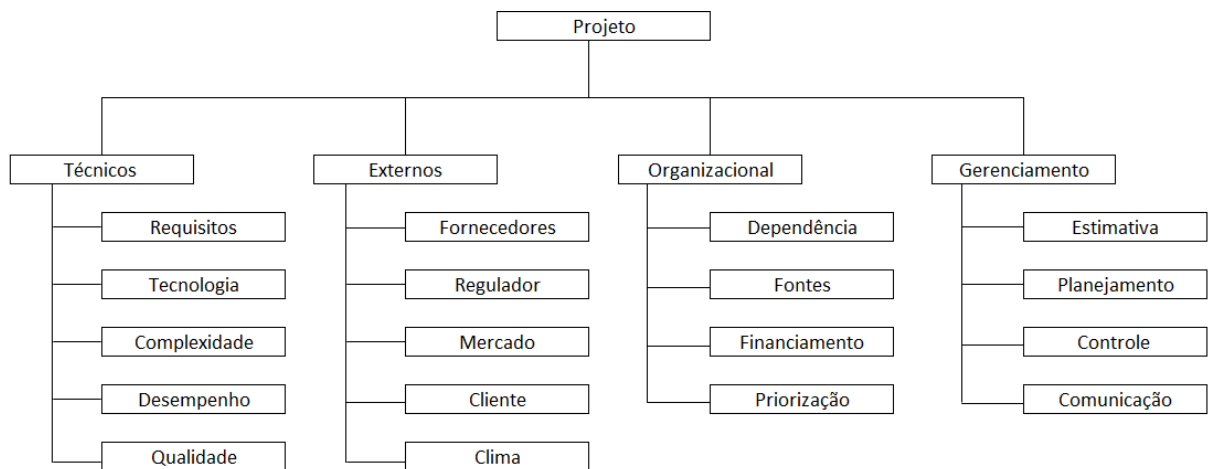 Projeto
Técnicos
Requisitos
Tecnologia
Complexidade
Desempenho
Qualidade
Externos
Fornecedores
Regulador
Mercado
Cliente
Clima
Organizacional
Dependência
Fontes
Financiamento
Priorização
Gerenciamento
Estimativa
Planejamento
Controle
Comunicação